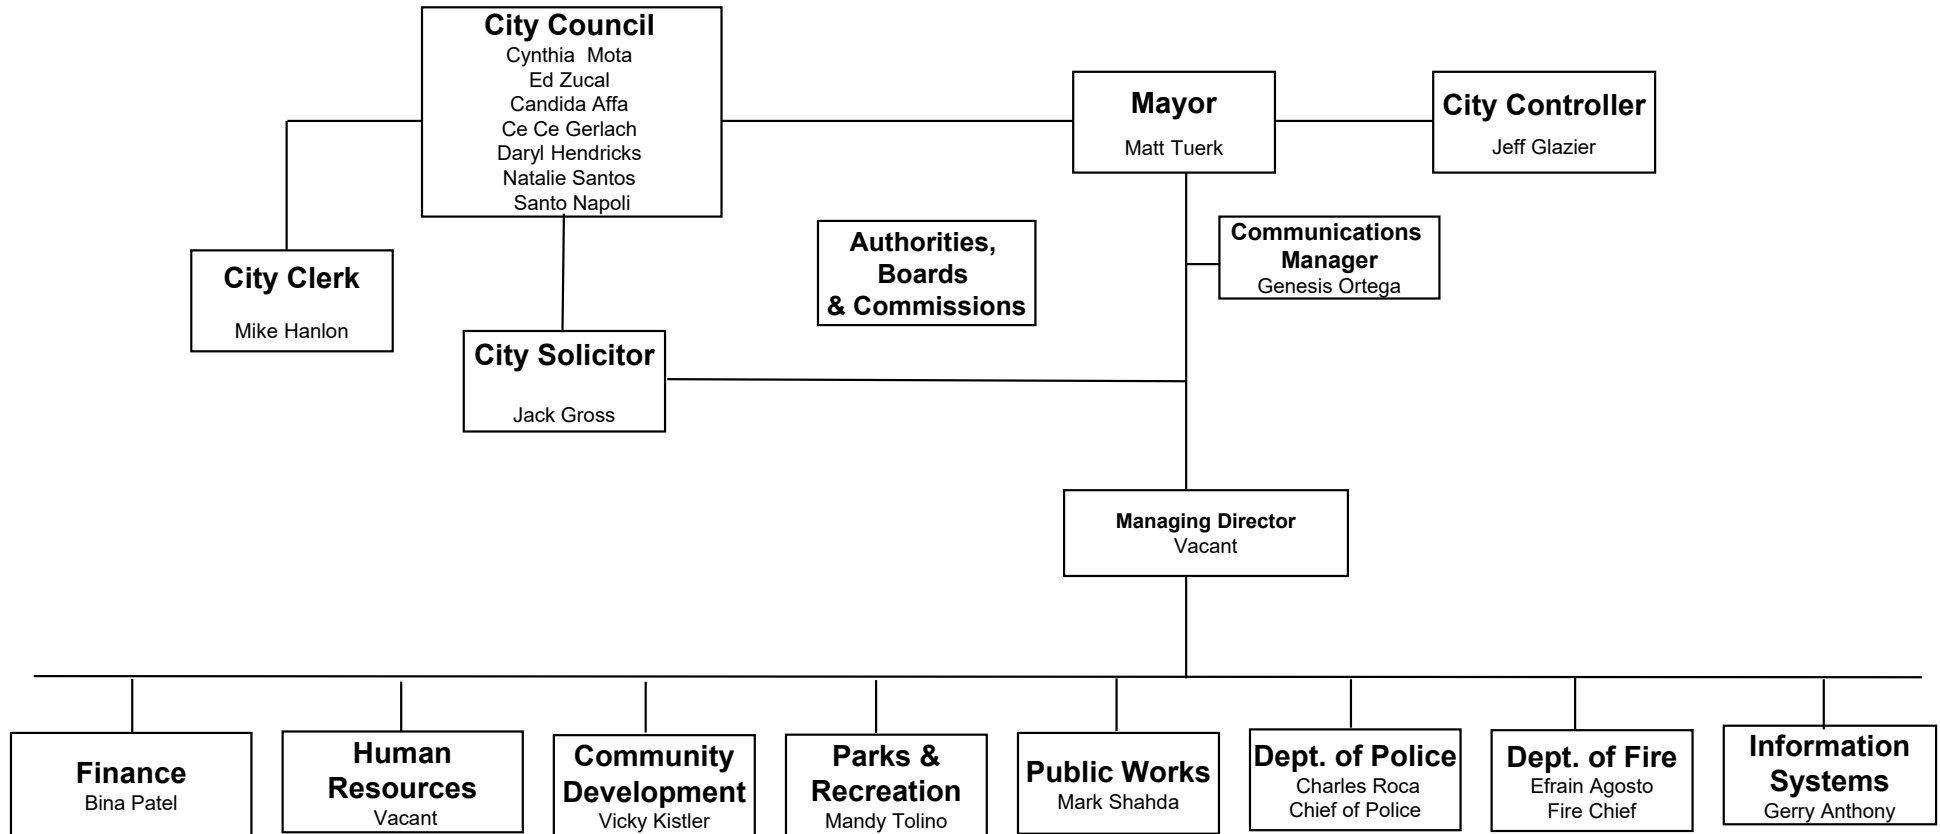 City Council
Cynthia  Mota
Ed Zucal
Candida Affa
Ce Ce Gerlach
Daryl Hendricks
Natalie Santos
Santo Napoli
Mayor
Matt Tuerk
City Controller
Jeff Glazier
Communications
Manager
Genesis Ortega
Authorities,
Boards
& Commissions
City Clerk
Mike Hanlon
City Solicitor
Jack Gross
Managing Director
Vacant
Finance
Bina Patel
Human
Resources
Vacant
Community
Development
Vicky Kistler
Parks &
Recreation
Mandy Tolino
Public Works
Mark Shahda
Dept. of Police
Charles Roca
Chief of Police
Dept. of Fire
Efrain Agosto
Fire Chief
Information
Systems
Gerry Anthony